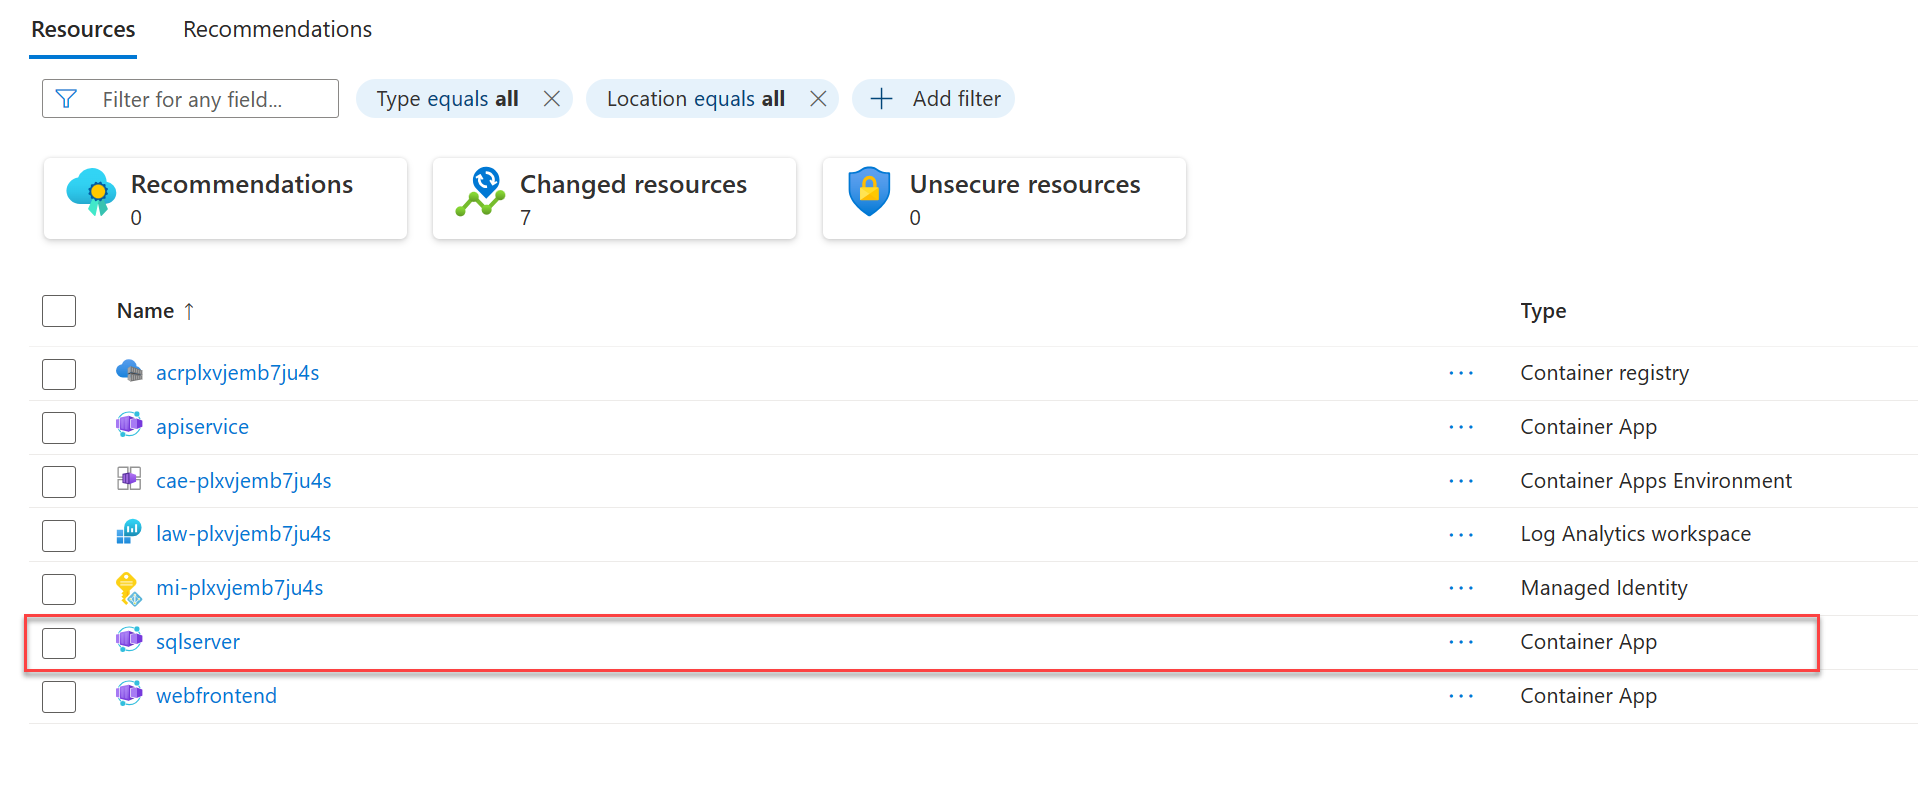 Resources Recommendations
Filter for any field... Type equals all Location equals all Add filter
Recommendations
0
Changed resources
7
Unsecure resources
0
Name ↑ Type
acrplxvjemb7ju4s ... Container registry
apiservice ... Container App
cae-plxvjemb7ju4s ... Container Apps Environment
law-plxvjemb7ju4s ... Log Analytics workspace
mi-plxvjemb7ju4s ... Managed Identity
sqlserver ... Container App
webfrontend ... Container App